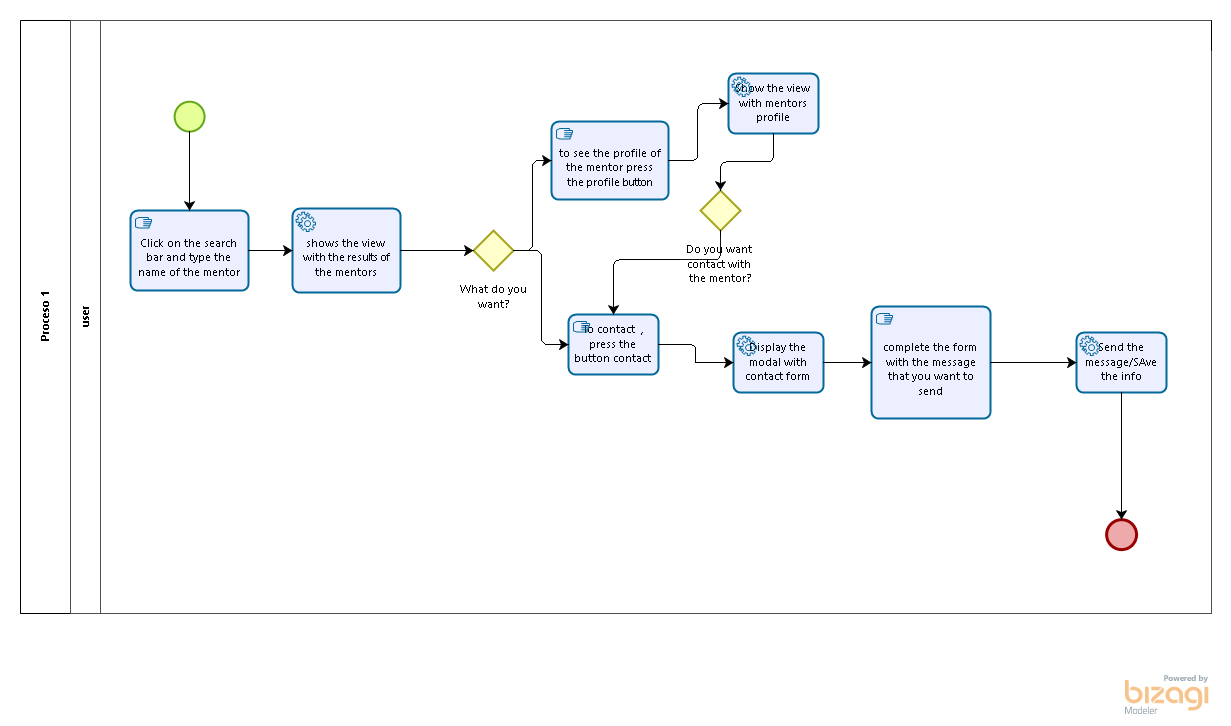 Proceso 1
user
Click on the search
bar and type the
name of the mentor
shows the view
with the results of
the mentors
What do you
want?
to see the profile of
the mentor press
the profile button
Show the view
with mentors
profile
Do you want
contact with
the mentor?
To contact ,
press the
button contact
Display the
modal with
contact form
complete the form
with the message
that you want to
send
Send the
message/SAve
the info
Powered by
bizagi
Modeler